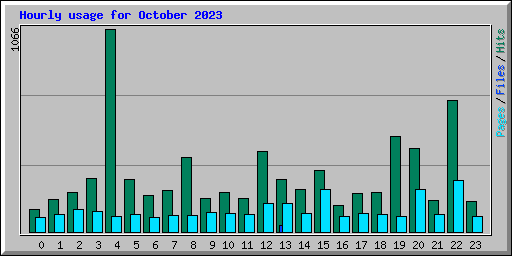 Hourly usage for October 2023
1066
Pages / Files / Hits
0 1 2 3 4 5 6 7 8 9 10 11 12 13 14 15 16 17 18 19 20 21 22 23